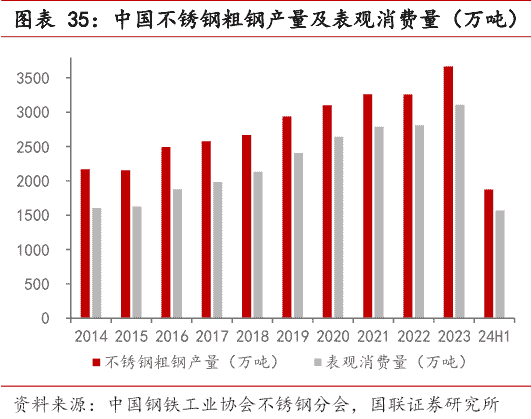 图表 35：中国不锈钢粗钢产量及表观消费量（万吨）
3500
3000
2500
2000
1500
1000
500
0
2014 2015 2016 2017 2018 2019 2020 2021 2022 2023 24H1
不锈钢粗钢产量（万吨） 表观消费量（万吨）
资料来源：中国钢铁工业协会不锈钢分会，国联证券研究所